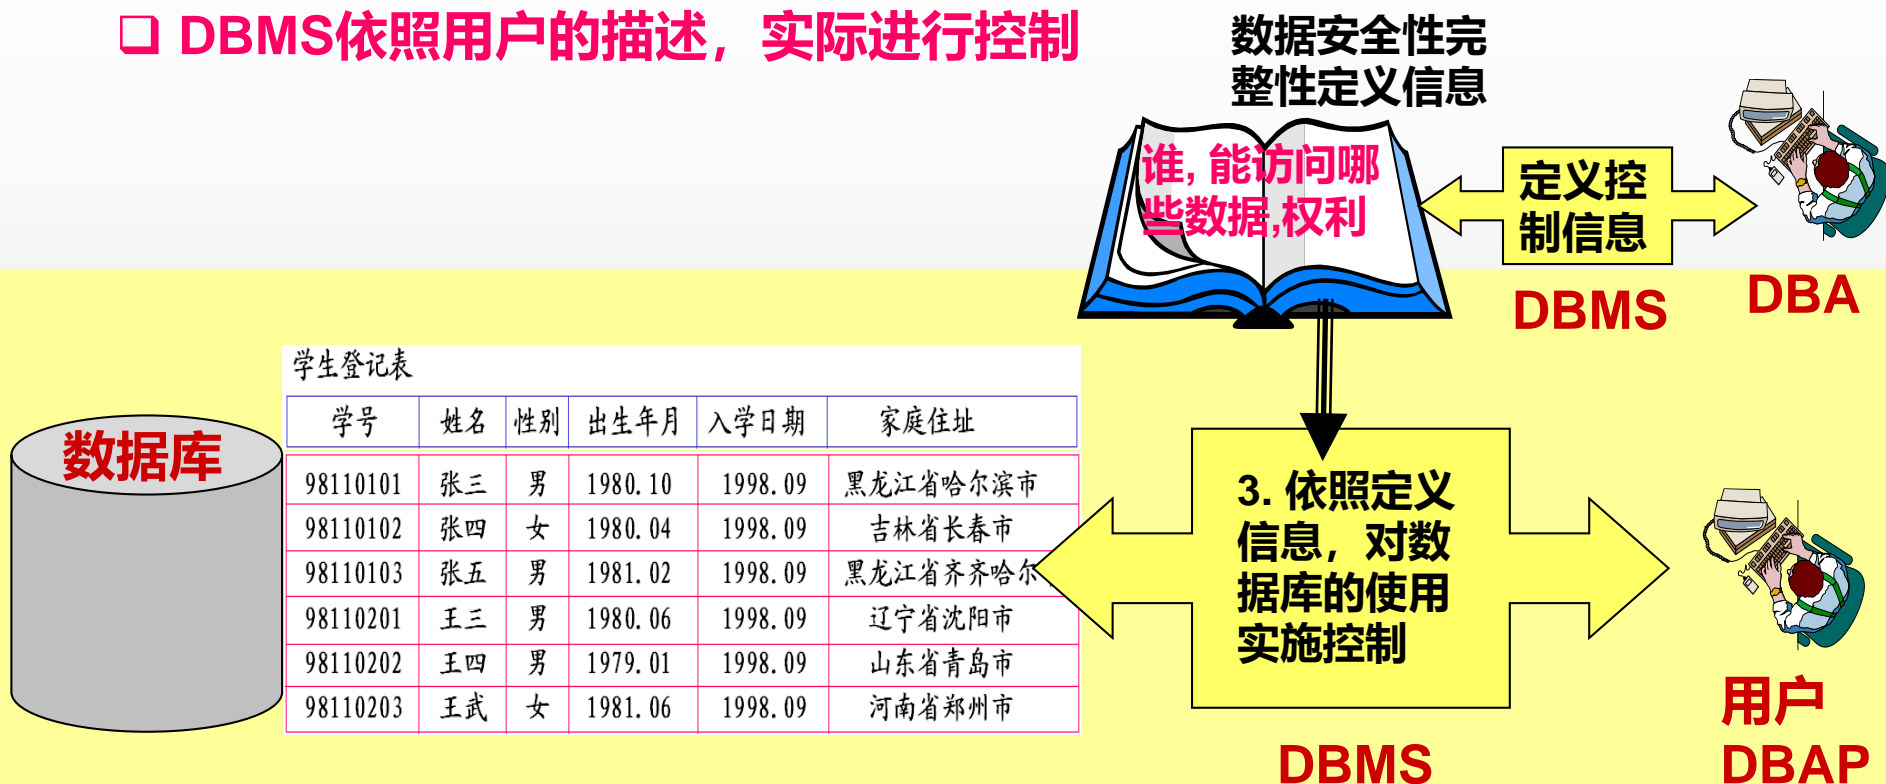 ❑ DBMS依照用户的描述，实际进行控制
数据安全性完
整性定义信息
谁, 能访问哪
些数据,权利
定义控
制信息
DBMS
DBA
学生登记表
学号 姓名 性别 出生年月 入学日期 家庭住址
98110101 张三 男 1980.10 1998.09 黑龙江省哈尔滨市
98110102 张四 女 1980.04 1998.09 吉林省长春市
98110103 张五 男 1981.02 1998.09 黑龙江省齐齐哈尔
98110201 王三 男 1980.06 1998.09 辽宁省沈阳市
98110202 王四 男 1979.01 1998.09 山东省青岛市
98110203 王武 女 1981.06 1998.09 河南省郑州市
数据库
3. 依照定义
信息，对数
据库的使用
实施控制
DBMS
用户
DBAP